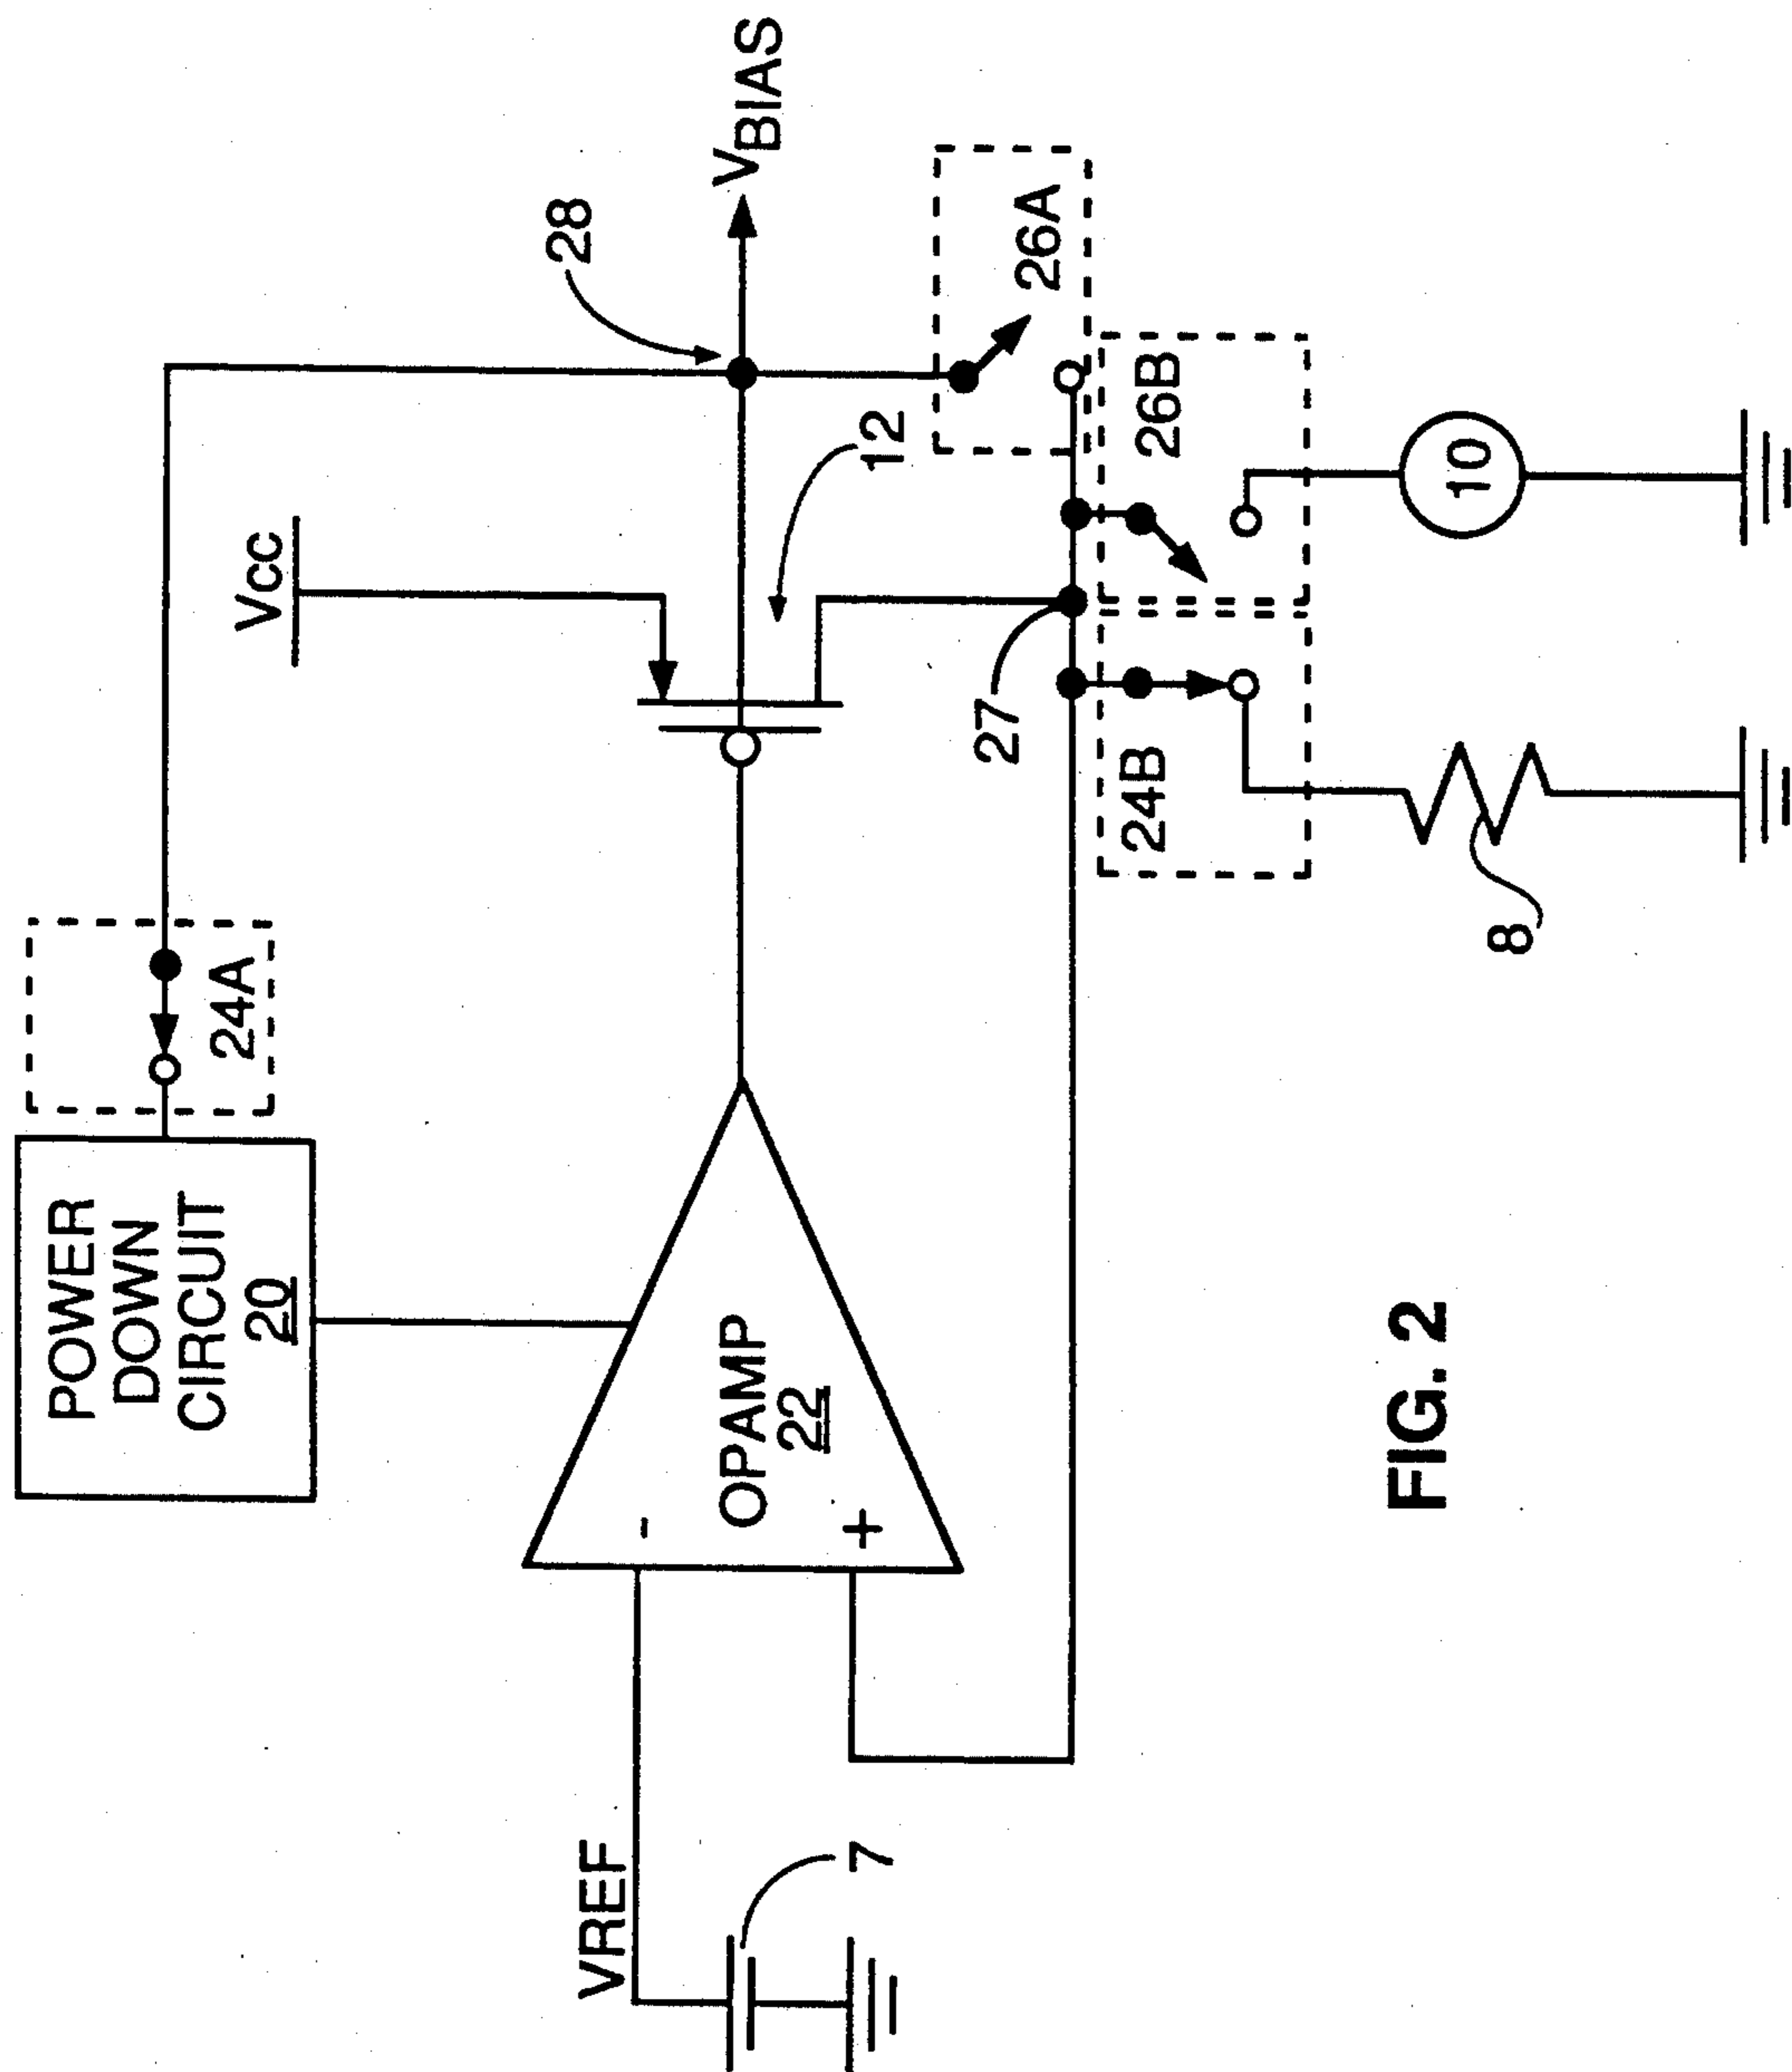 POWER
DOWN
CIRCUIT
20
24A
28
VBIAS
Vcc
12
26A
VREF
7
-
OPAMP
22
+
27
24B
26B
8
10
FIG. 2